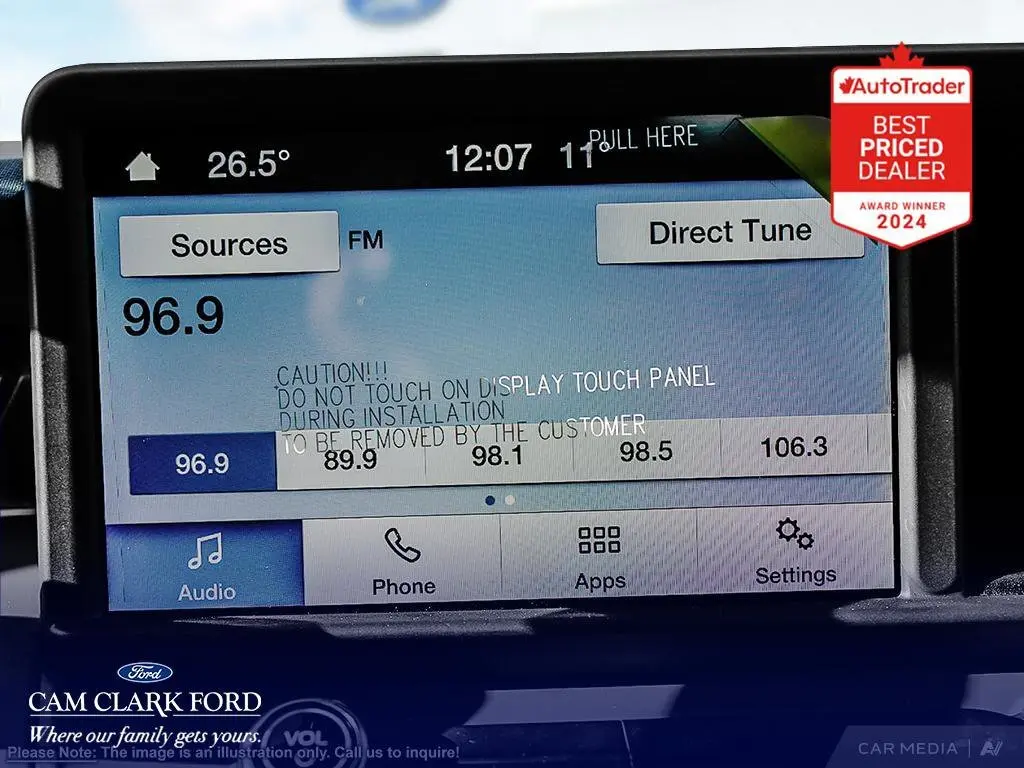 PULL HERE
26.5°
12:07
11°
Sources
FM
Direct Tune
96.9
CAUTION!!!
DO NOT TOUCH ON DISPLAY TOUCH PANEL
DURING INSTALLATION
TO BE REMOVED BY THE CUSTOMER
96.9
89.9
98.1
98.5
106.3
Audio
Phone
Apps
Settings
AutoTrader
BEST
PRICED
DEALER
AWARD WINNER
2024
Ford
CAM CLARK FORD
Where our family gets yours.
VOL
Please Note: The image is an illustration only. Call us to inquire!
CAR MEDIA